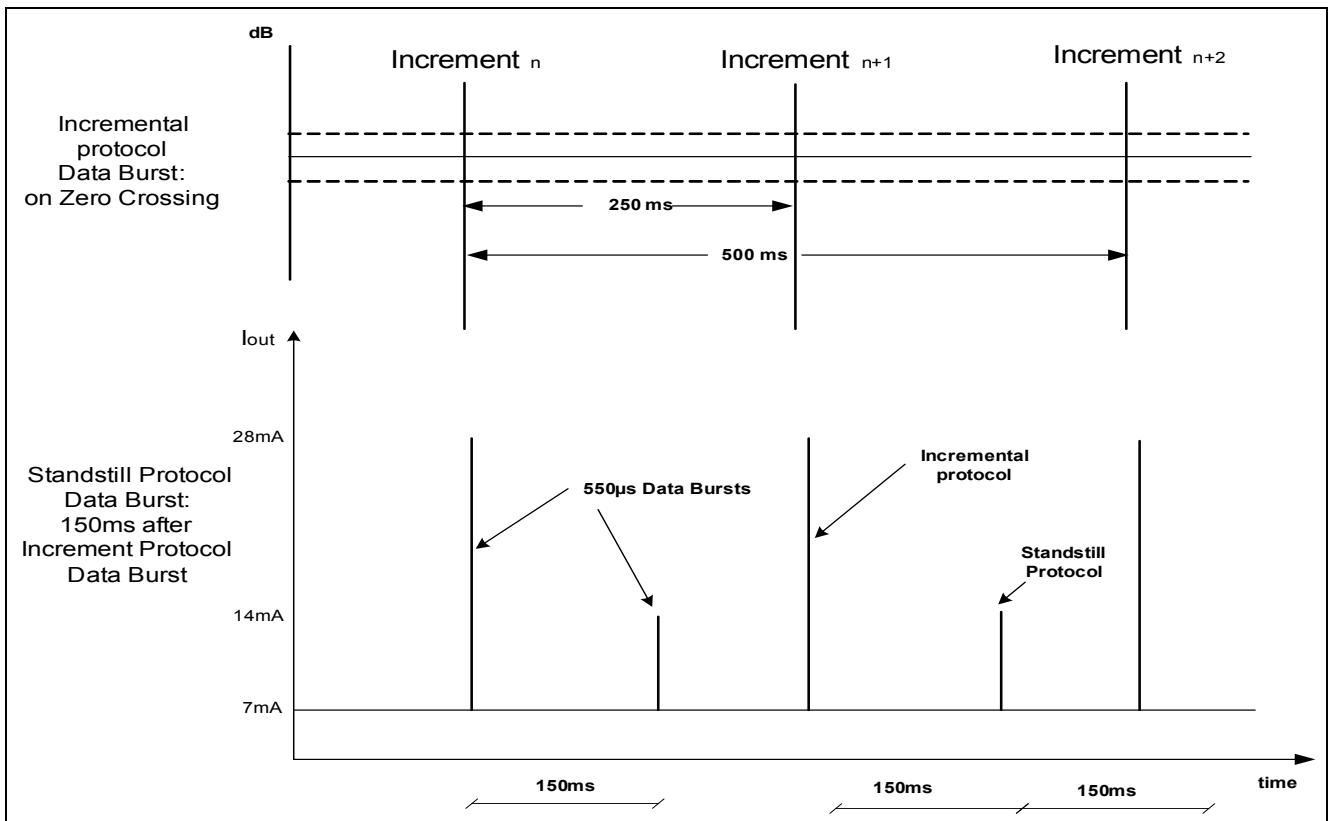 dB
Increment n
Increment n+1
Increment n+2
Incremental
protocol
Data Burst:
on Zero Crossing
250 ms
500 ms
Iout
28mA
Incremental
protocol
Standstill Protocol
Data Burst:
150ms after
Increment Protocol
Data Burst
550µs Data Bursts
Standstill
Protocol
14mA
7mA
time
150ms
150ms
150ms